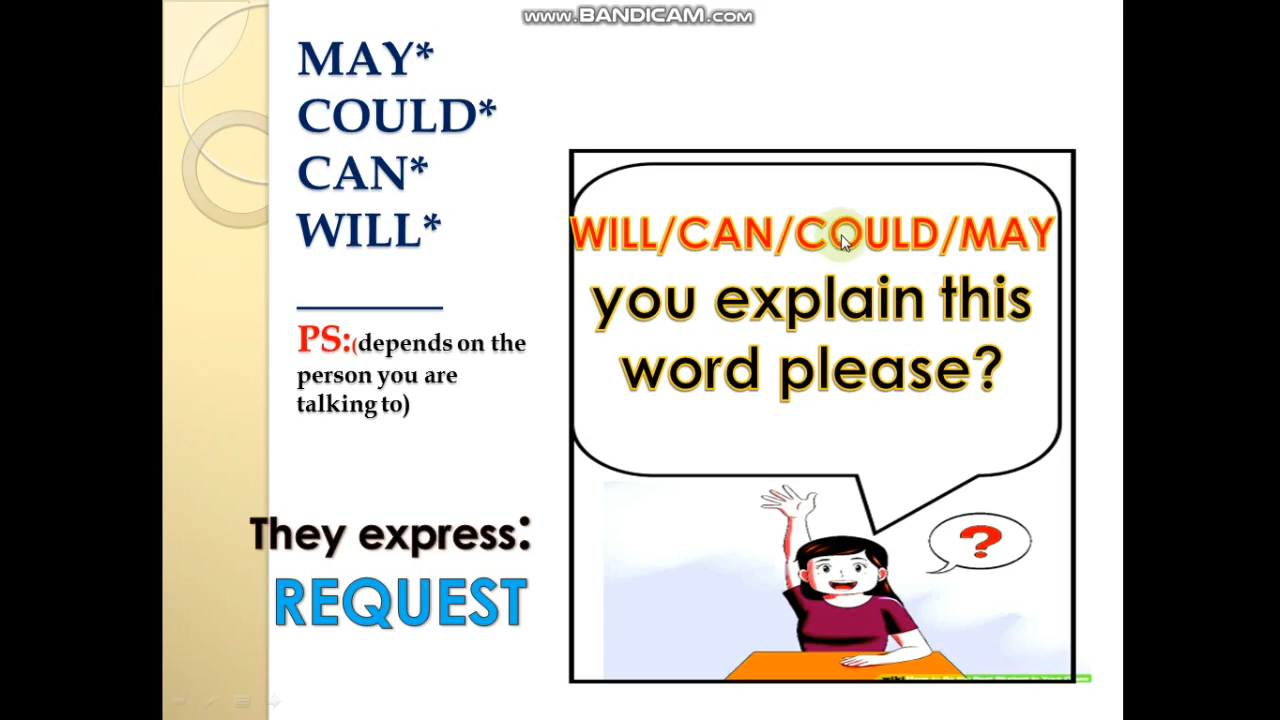 WWW.BANDICAM.COM
MAY*
COULD*
CAN*
WILL*
PS:(depends on the
person you are
talking to)
They express:
REQUEST
WILL/CAN/COULD/MAY
you explain this
word please?
?